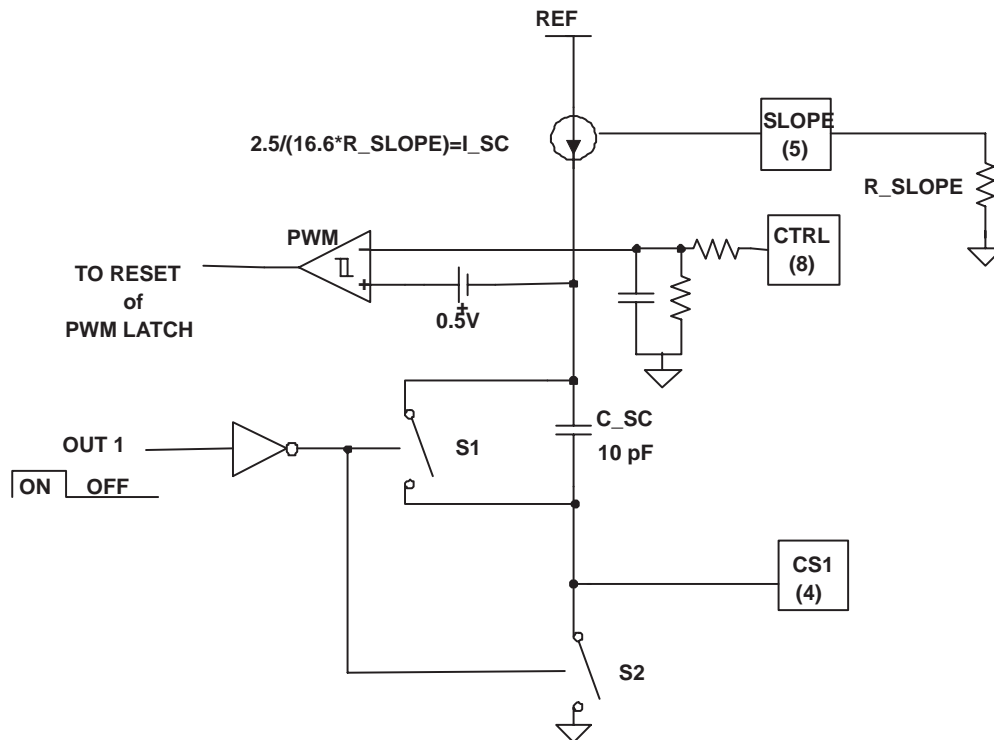 REF
2.5/(16.6*R_SLOPE)=I_SC
SLOPE
(5)
R_SLOPE
PWM
CTRL
(8)
TO RESET
of
PWM LATCH
-
+
+
0.5V
C_SC
10 pF
OUT 1
S1
ON OFF
CS1
(4)
S2